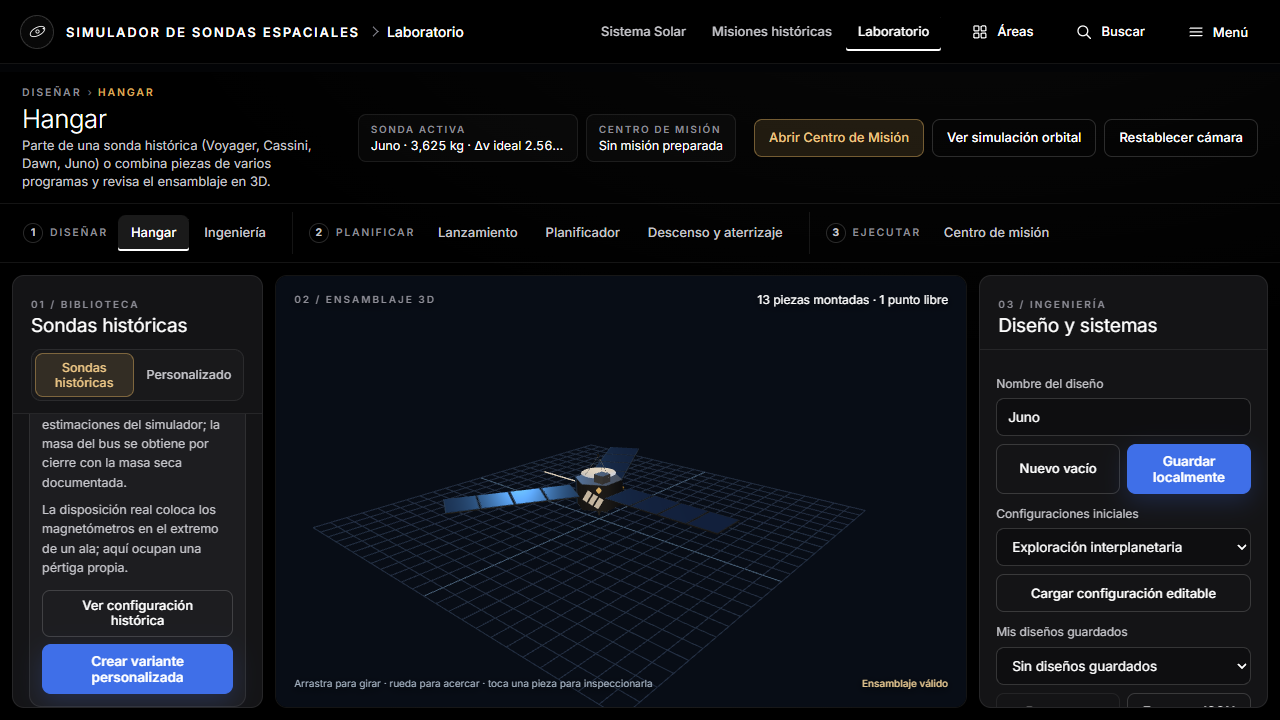 SIMULADOR DE SONDAS ESPACIALES > Laboratorio
Sistema Solar
Misiones históricas
Laboratorio
Áreas
Buscar
Menú
DISEÑAR › HANGAR
Hangar
Parte de una sonda histórica (Voyager, Cassini,
Dawn, Juno) o combina piezas de varios
programas y revisa el ensamblaje en 3D.
SONDA ACTIVA
Juno · 3,625 kg · Δv ideal 2.56...
CENTRO DE MISIÓN
Sin misión preparada
Abrir Centro de Misión
Ver simulación orbital
Restablecer cámara
1 DISEÑAR
Hangar
Ingeniería
2 PLANIFICAR
Lanzamiento
Planificador
Descenso y aterrizaje
3 EJECUTAR
Centro de misión
01 / BIBLIOTECA
Sondas históricas
Sondas
históricas
Personalizado
estimaciones del simulador; la
masa del bus se obtiene por
cierre con la masa seca
documentada.
La disposición real coloca los
magnetómetros en el extremo
de un ala; aquí ocupan una
pértiga propia.
Ver configuración
histórica
Crear variante
personalizada
02 / ENSAMBLAJE 3D
13 piezas montadas · 1 punto libre
Arrastra para girar · rueda para acercar · toca una pieza para inspeccionarla
Ensamblaje válido
03 / INGENIERÍA
Diseño y sistemas
Nombre del diseño
Juno
Nuevo vacío
Guardar
localmente
Configuraciones iniciales
Exploración interplanetaria
Cargar configuración editable
Mis diseños guardados
Sin diseños guardados